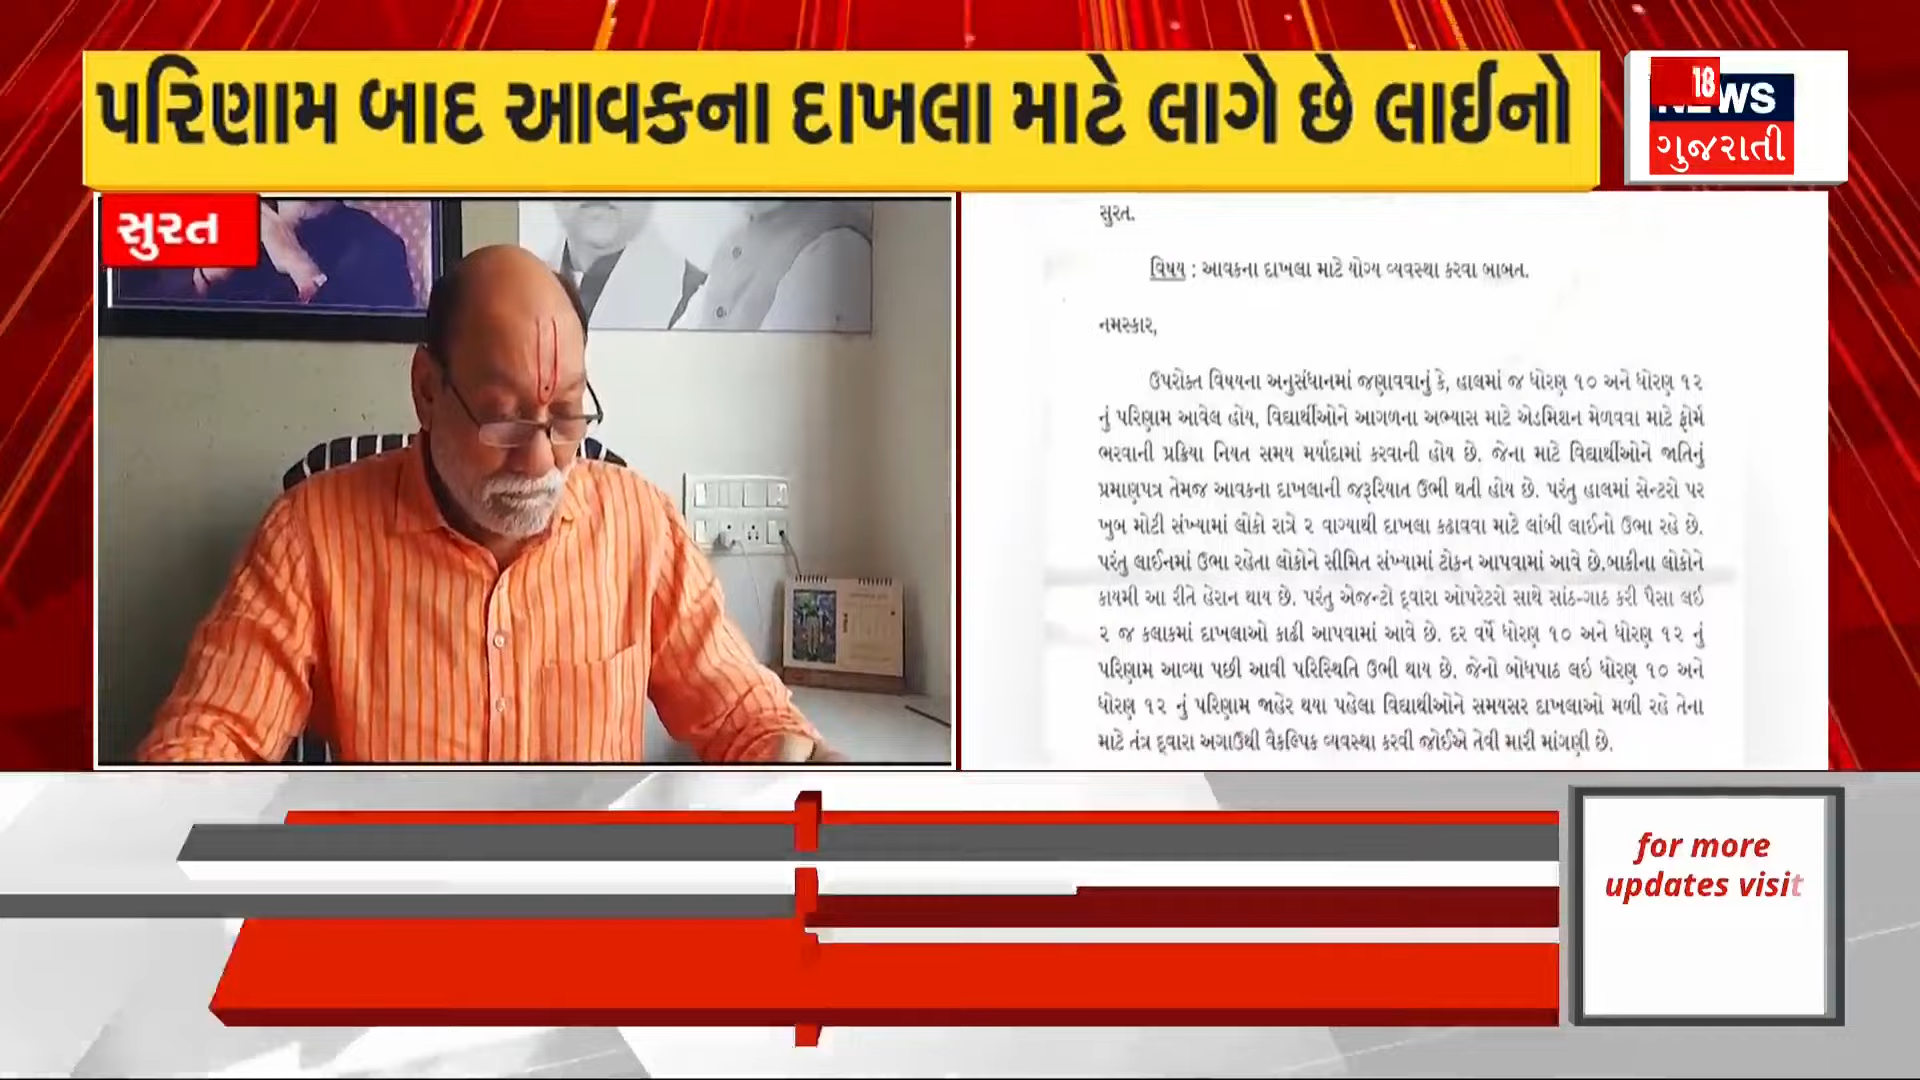 પરિણામ બાદ આવકના દાખલા માટે લાગે છે લાઈનો
18
NEWS
ગુજરાતી
સુરત
સુરત.
વિષય : આવકના દાખલા માટે યોગ્ય વ્યવસ્થા કરવા બાબત.
નમસ્કાર,
ઉપરોક્ત વિષયના અનુસંધાનમાં જણાવવાનું કે, હાલમાં જ ધોરણ ૧૦ અને ધોરણ ૧૨
નું પરિણામ આવેલ હોય, વિદ્યાર્થીઓને આગળના અભ્યાસ માટે એડમિશન મેળવવા માટે ફોર્મ
ભરવાની પ્રક્રિયા નિયત સમય મર્યાદામાં કરવાની હોય છે. જેના માટે વિદ્યાર્થીઓને જાતિનું
પ્રમાણપત્ર તેમજ આવકના દાખલાની જરૂરિયાત ઉભી થતી હોય છે. પરંતુ હાલમાં સેન્ટરો પર
ખુબ મોટી સંખ્યામાં લોકો રાત્રે ૨ વાગ્યાથી દાખલા કઢાવવા માટે લાંબી લાઈનો ઉભા રહે છે.
પરંતુ લાઈનમાં ઉભા રહેતા લોકોને સીમિત સંખ્યામાં ટોકન આપવામાં આવે છે.બાકીના લોકોને
કાયમી આ રીતે હેરાન થાય છે. પરંતુ એજન્ટો દ્વારા ઓપરેટરો સાથે સાંઠ-ગાઠ કરી પૈસા લઇ
૨ જ કલાકમાં દાખલાઓ કાઢી આપવામાં આવે છે. દર વર્ષે ધોરણ ૧૦ અને ધોરણ ૧૨ નું
પરિણામ આવ્યા પછી આવી પરિસ્થિતિ ઉભી થાય છે. જેનો બોધપાઠ લઇ ધોરણ ૧૦ અને
ધોરણ ૧૨ નું પરિણામ જાહેર થયા પહેલા વિદ્યાર્થીઓને સમયસર દાખલાઓ મળી રહે તેના
માટે તંત્ર દ્વારા અગાઉથી વૈકલ્પિક વ્યવસ્થા કરવી જોઈએ તેવી મારી માંગણી છે.
for more
updates visit